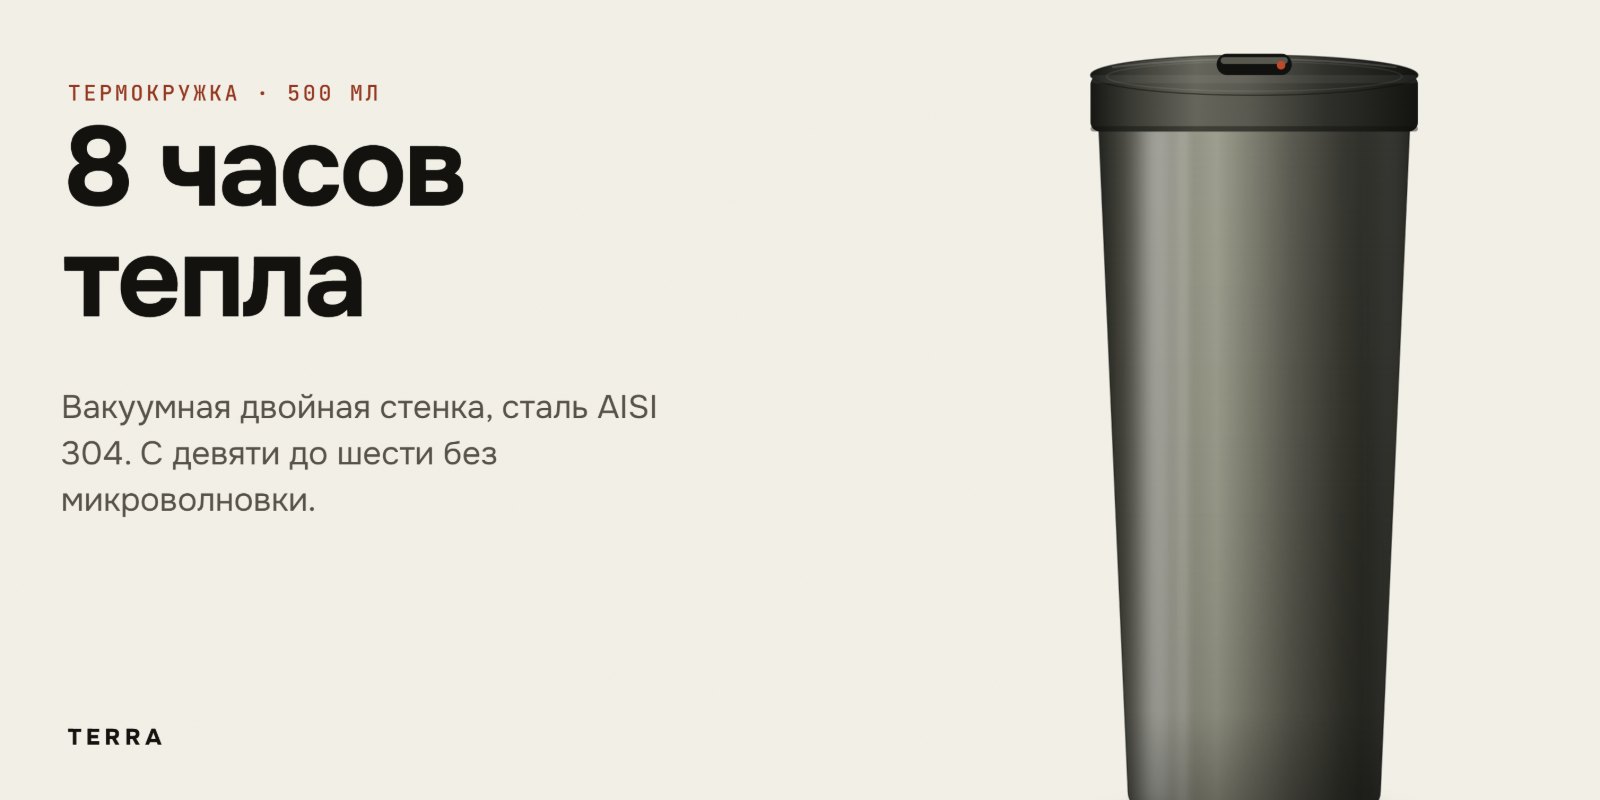 ТЕРМОКРУЖКА · 500 МЛ
8 часов
тепла
Вакуумная двойная стенка, сталь AISI
304. С девяти до шести без
микроволновки.
TERRA